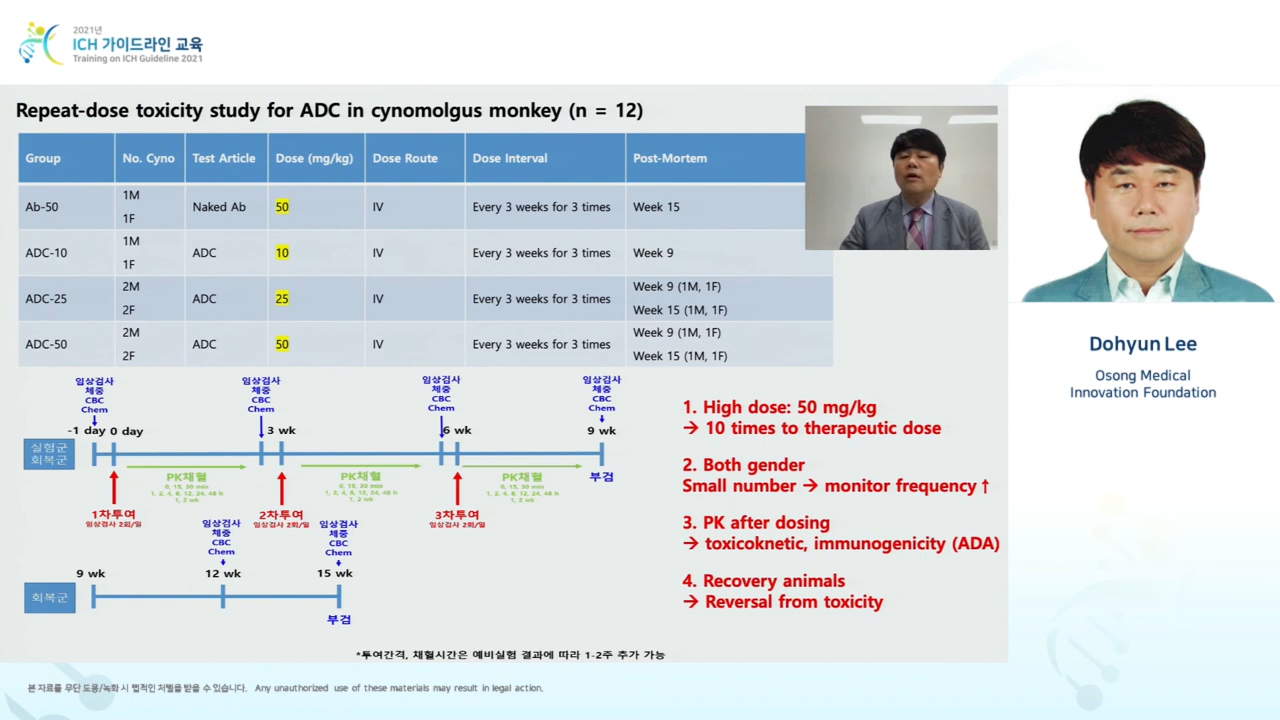 2021년
ICH 가이드라인 교육
Training on ICH Guideline 2021
Repeat-dose toxicity study for ADC in cynomolgus monkey (n = 12)
Group No. Cyno Test Article Dose (mg/kg) Dose Route Dose Interval Post-Mortem
Ab-50 1M 1F Naked Ab 50 IV Every 3 weeks for 3 times Week 15
ADC-10 1M 1F ADC 10 IV Every 3 weeks for 3 times Week 9
ADC-25 2M 2F ADC 25 IV Every 3 weeks for 3 times Week 9 (1M, 1F) Week 15 (1M, 1F)
ADC-50 2M 2F ADC 50 IV Every 3 weeks for 3 times Week 9 (1M, 1F) Week 15 (1M, 1F)
임상검사 임상검사 임상검사 임상검사
체중 체중 체중 체중
CBC CBC CBC CBC
Chem Chem Chem Chem
-1 day 0 day 3 wk 6 wk 9 wk
실험군
회복군
PK채혈 PK채혈 PK채혈 부검
0, 15, 30 min 0, 15, 30 min 0, 15, 30 min
1, 2, 4, 8, 12, 24, 48 h 1, 2, 4, 8, 12, 24, 48 h 1, 2, 4, 8, 12, 24, 48 h
1, 2 wk 1, 2 wk 1, 2 wk
1차투여 2차투여 3차투여
임상검사 2회/일 임상검사 2회/일 임상검사 2회/일
임상검사 임상검사
체중 체중
CBC CBC
Chem Chem
9 wk 12 wk 15 wk
회복군
부검
*투여간격, 채혈시간은 예비실험 결과에 따라 1-2주 추가 가능
1. High dose: 50 mg/kg
→ 10 times to therapeutic dose
2. Both gender
Small number → monitor frequency ↑
3. PK after dosing
→ toxicoknetic, immunogenicity (ADA)
4. Recovery animals
→ Reversal from toxicity
Dohyun Lee
Osong Medical
Innovation Foundation
본 자료를 무단 도용/녹화 시 법적인 처벌을 받을 수 있습니다. Any unauthorized use of these materials may result in legal action.